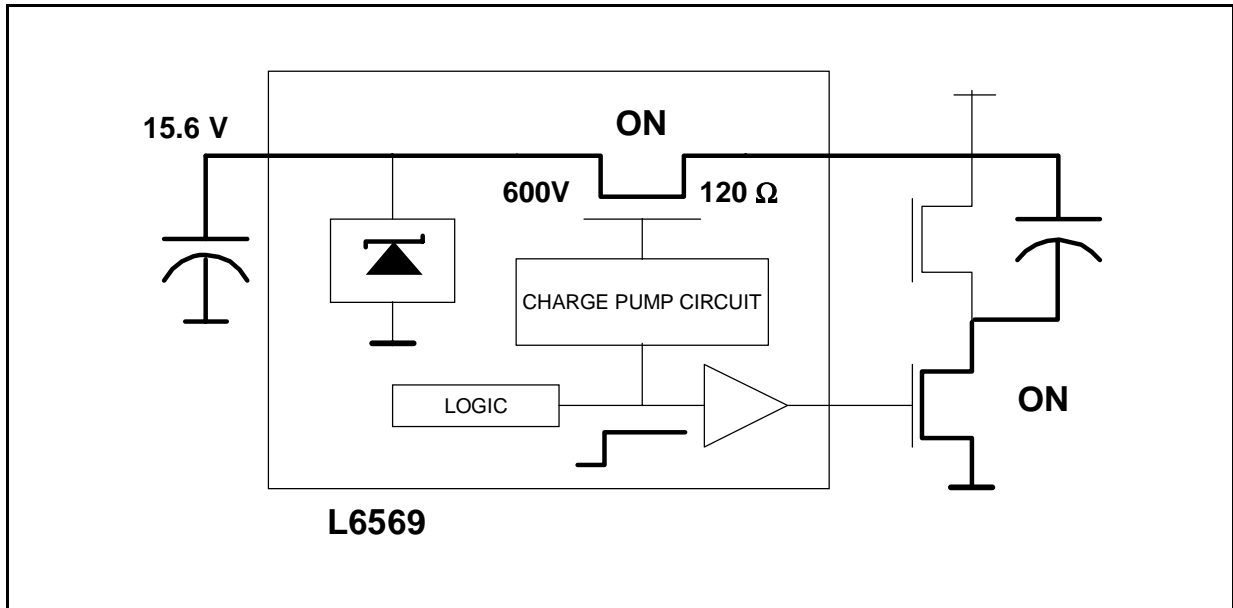 15.6 V
ON
600V
120 Ω
CHARGE PUMP CIRCUIT
LOGIC
ON
L6569